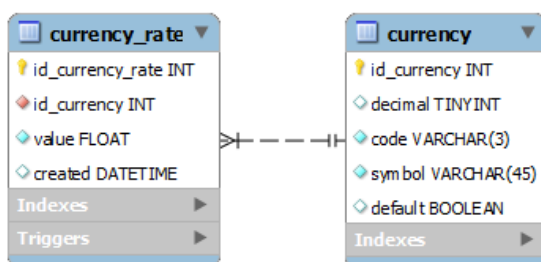 currency_rate
id_currency_rate INT
id_currency INT
value FLOAT
created DATETIME
Indexes
Triggers
currency
id_currency INT
decimal TINYINT
code VARCHAR(3)
symbol VARCHAR(45)
default BOOLEAN
Indexes